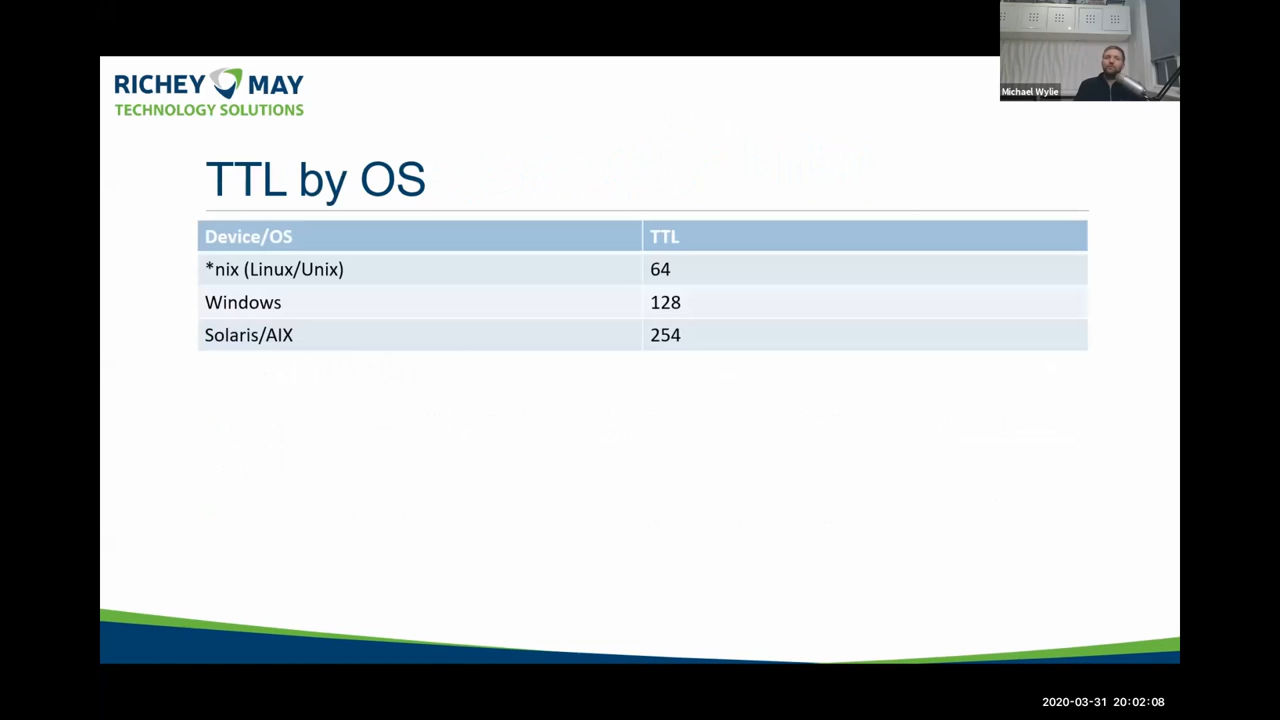 RICHEY MAY
TECHNOLOGY SOLUTIONS
Michael Wylie
TTL by OS
Device/OS TTL
*nix (Linux/Unix) 64
Windows 128
Solaris/AIX 254
2020-03-31 20:02:08